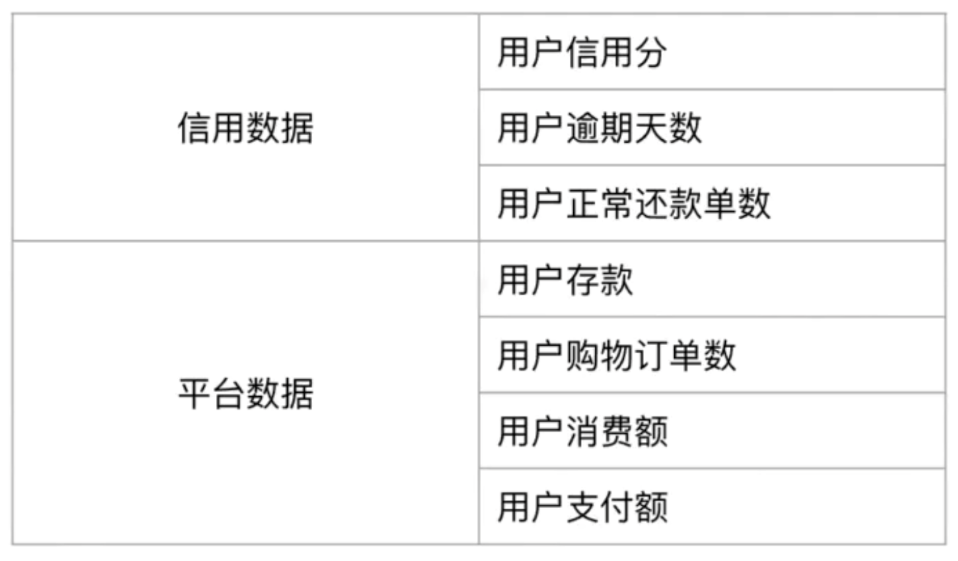 信用数据
用户信用分
用户逾期天数
用户正常还款单数
平台数据
用户存款
用户购物订单数
用户消费额
用户支付额